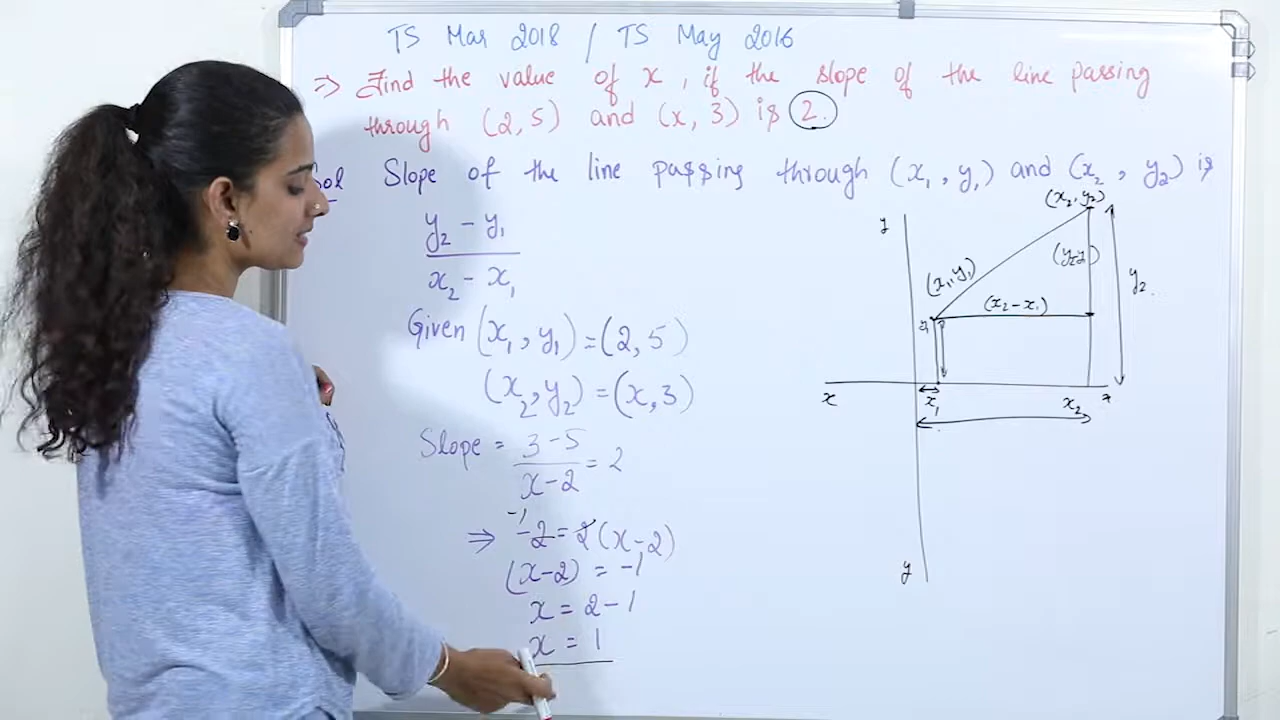 TS Mar 2018 / TS May 2016
⇒ Find the value of x, if the slope of the line passing
through (2, 5) and (x, 3) is 2.
Sol Slope of the line passing through (x₁, y₁) and (x₂, y₂) is
y₂ - y₁
x₂ - x₁
Given (x₁, y₁) = (2, 5)
(x₂, y₂) = (x, 3)
Slope = 3-5 / x-2 = 2
-1
⇒ -2 = 2(x-2)
(x-2) = -1
x = 2-1
x = 1
(x₂, y₂)
y
(x₁, y₁)
(x₂ - x₁)
y₂
x
x₁
x₂
y